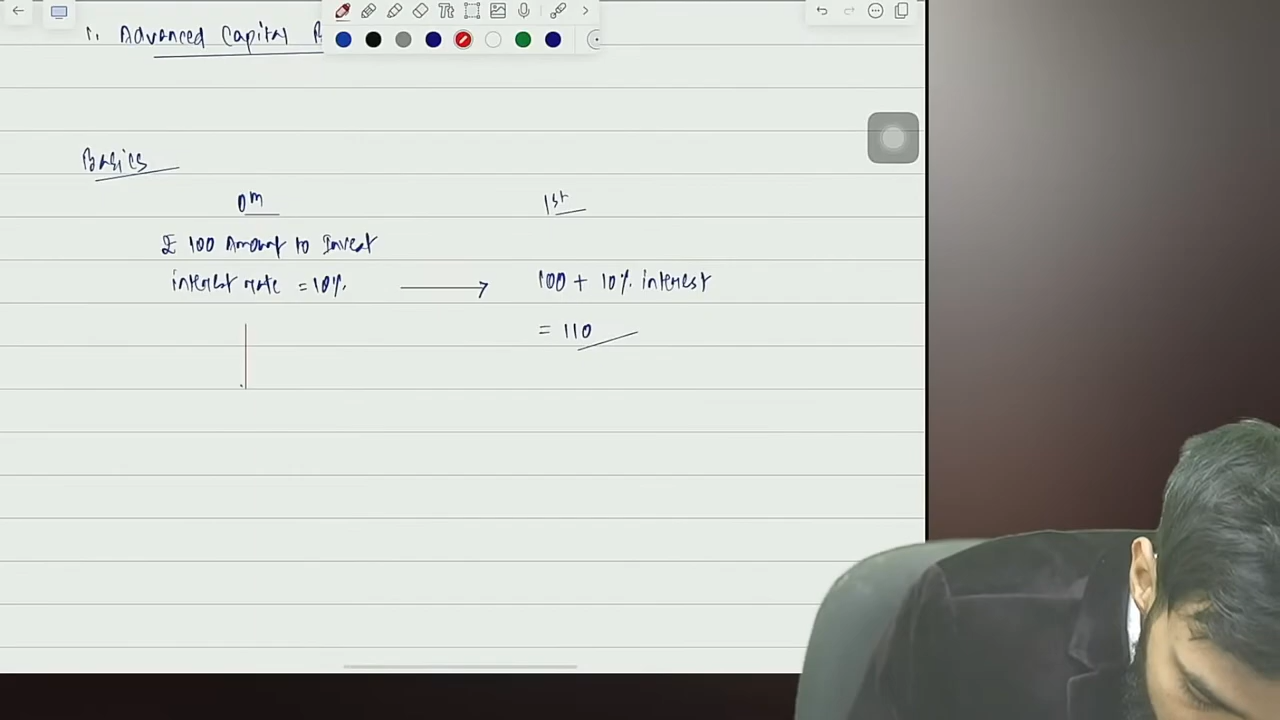 1. Advanced Capital
Basics
0m 1st
£ 100 Amount to Invest
interest rate = 10% 100 + 10% interest
= 110